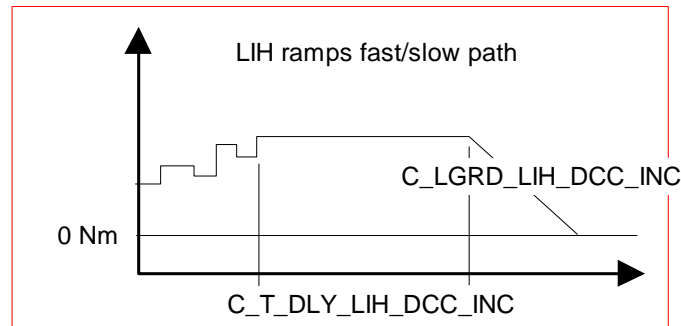 LIH ramps fast/slow path
C_LGRD_LIH_DCC_INC
0 Nm
C_T_DLY_LIH_DCC_INC